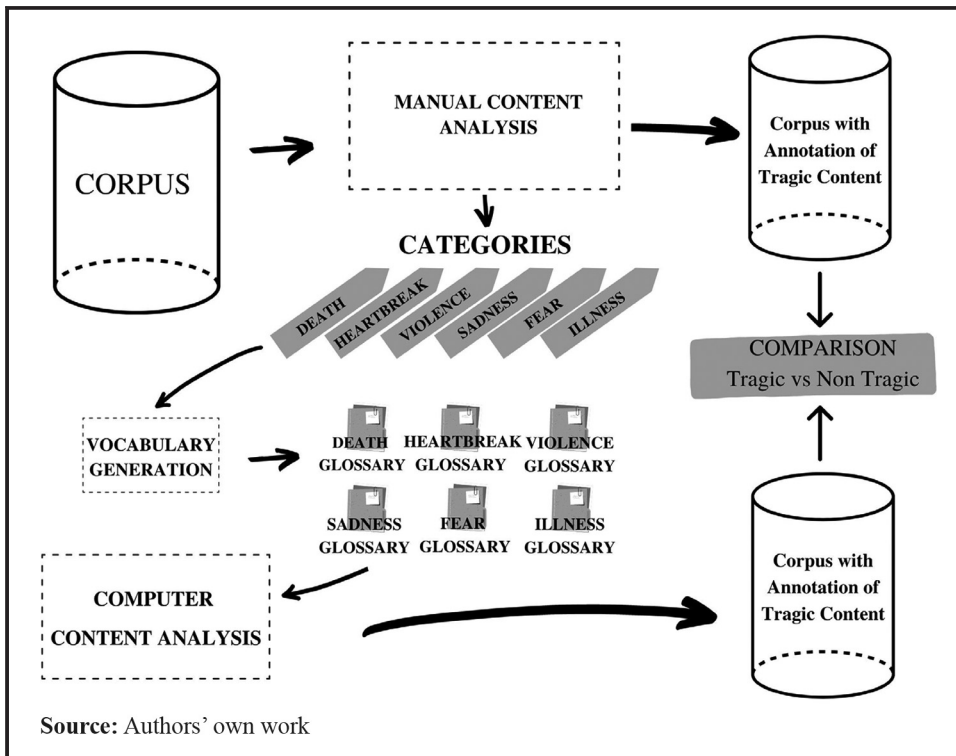 CORPUS
MANUAL CONTENT
ANALYSIS
Corpus with
Annotation of
Tragic Content
CATEGORIES
DEATH
HEARTBREAK
VIOLENCE
SADNESS
FEAR
ILLNESS
COMPARISON
Tragic vs Non Tragic
VOCABULARY
GENERATION
DEATH
GLOSSARY
HEARTBREAK
GLOSSARY
VIOLENCE
GLOSSARY
SADNESS
GLOSSARY
FEAR
GLOSSARY
ILLNESS
GLOSSARY
COMPUTER
CONTENT ANALYSIS
Corpus with
Annotation of
Tragic Content
Source: Authors' own work